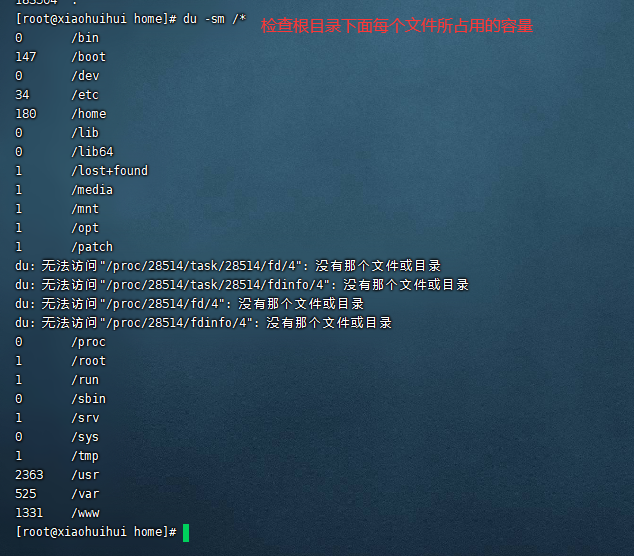 [root@xiaohuihui home]# du -sm /* 检查根目录下面每个文件所占用的容量
0 /bin
147 /boot
0 /dev
34 /etc
180 /home
0 /lib
0 /lib64
1 /lost+found
1 /media
1 /mnt
1 /opt
1 /patch
du: 无法访问"/proc/28514/task/28514/fd/4": 没有那个文件或目录
du: 无法访问"/proc/28514/task/28514/fdinfo/4": 没有那个文件或目录
du: 无法访问"/proc/28514/fd/4": 没有那个文件或目录
du: 无法访问"/proc/28514/fdinfo/4": 没有那个文件或目录
0 /proc
1 /root
1 /run
0 /sbin
1 /srv
0 /sys
1 /tmp
2363 /usr
525 /var
1331 /www
[root@xiaohuihui home]#